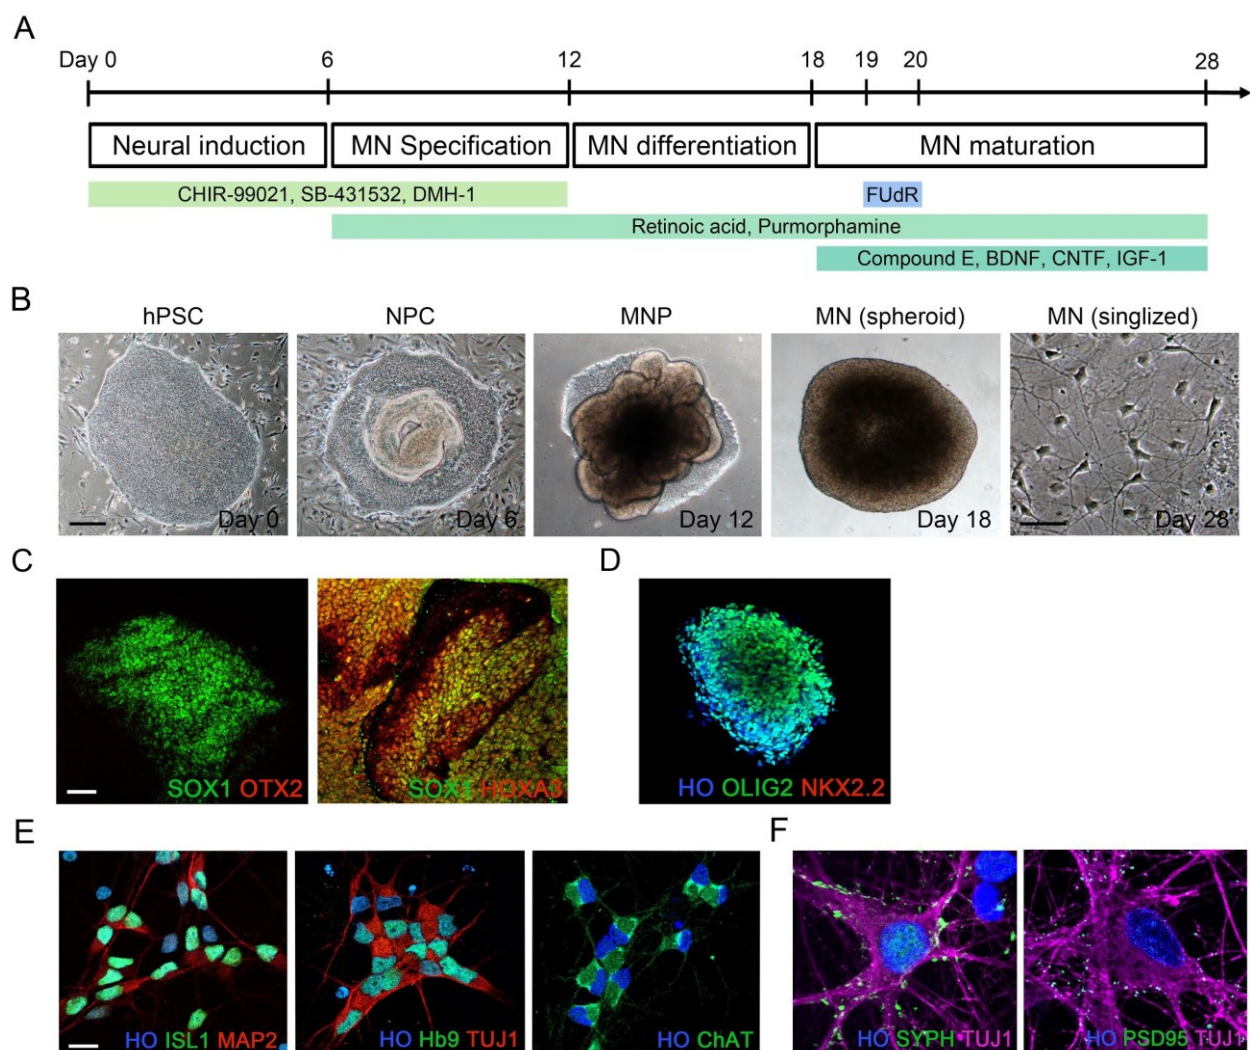 A
Day 0 6 12 18 19 20 28
Neural induction MN Specification MN differentiation MN maturation
CHIR-99021, SB-431532, DMH-1 FUdR
Retinoic acid, Purmorphamine
Compound E, BDNF, CNTF, IGF-1
B
hPSC NPC MNP MN (spheroid) MN (singlized)
Day 0 Day 6 Day 12 Day 18 Day 28
C D
SOX1 OTX2 SOX1 HOXA3 HO OLIG2 NKX2.2
E F
HO ISL1 MAP2 HO Hb9 TUJ1 HO ChAT HO SYPH TUJ1 HO PSD95 TUJ1